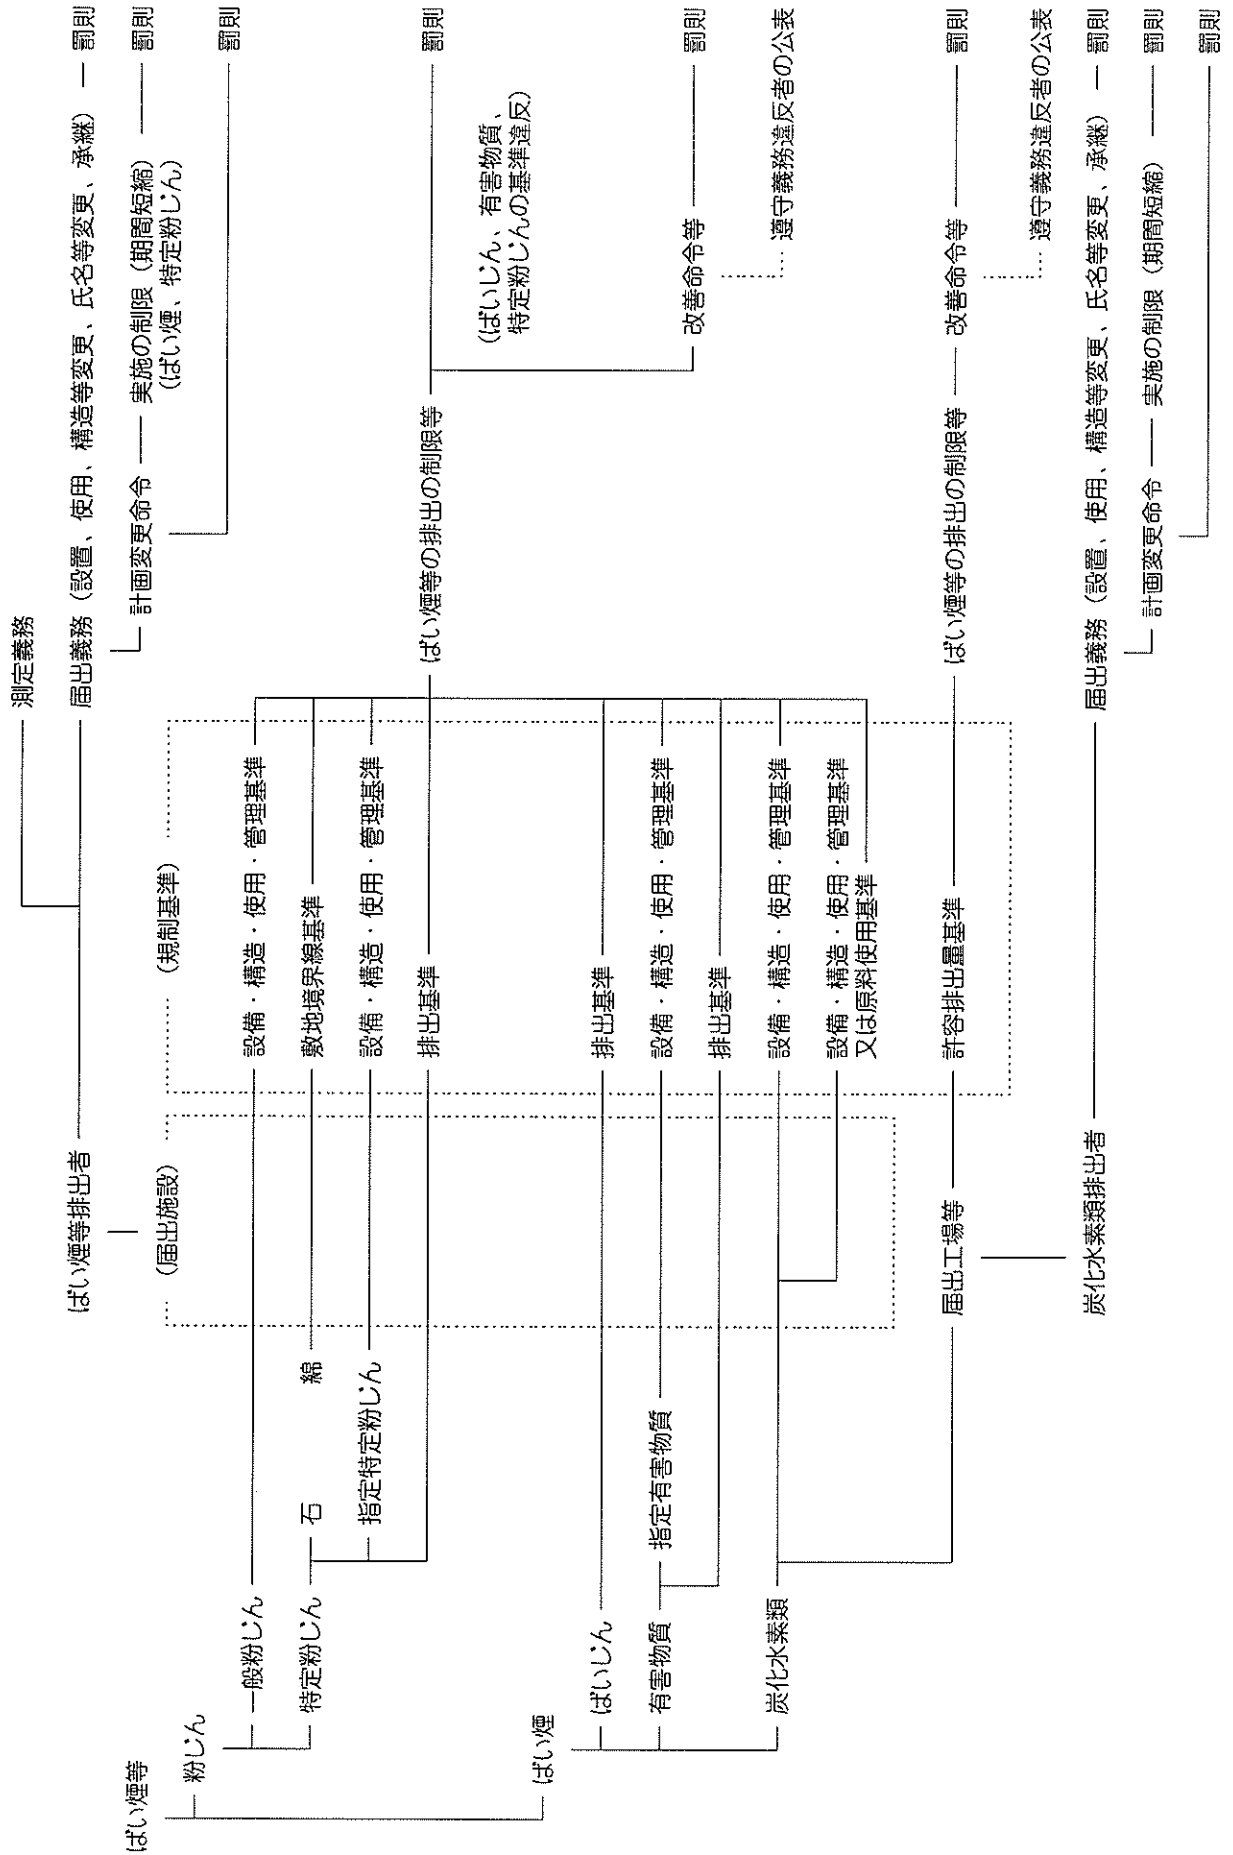 測定義務
ばい煙等排出者
届出義務（設置、使用、構造等変更、氏名等変更、承継）
罰則
計画変更命令
実施の制限（期間短縮）
（ばい煙、特定粉じん）
罰則
罰則
（届出施設）
（規制基準）
ばい煙等
粉じん
一般粉じん
設備・構造・使用・管理基準
特定粉じん
石　綿
敷地境界線基準
指定特定粉じん
設備・構造・使用・管理基準
排出基準
ばい煙等の排出の制限等
罰則
（ばいじん、有害物質、
特定粉じんの基準違反）
ばい煙
ばいじん
排出基準
有害物質
指定有害物質
設備・構造・使用・管理基準
排出基準
改善命令等
罰則
遵守義務違反者の公表
炭化水素類
設備・構造・使用・管理基準
設備・構造・使用・管理基準
又は原料使用基準
届出工場等
許容排出量基準
ばい煙等の排出の制限等
改善命令等
罰則
遵守義務違反者の公表
炭化水素類排出者
届出義務（設置、使用、構造等変更、氏名等変更、承継）
罰則
計画変更命令
実施の制限（期間短縮）
罰則
罰則